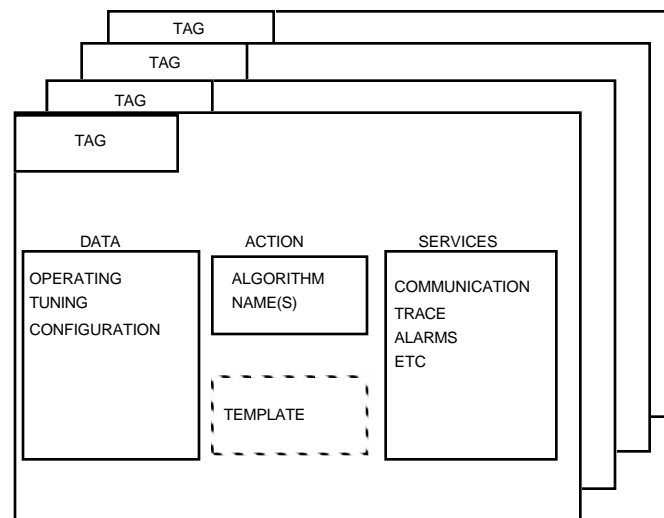 TAG
TAG
TAG
TAG
DATA
OPERATING
TUNING
CONFIGURATION
ACTION
ALGORITHM
NAME(S)
TEMPLATE
SERVICES
COMMUNICATION
TRACE
ALARMS
ETC